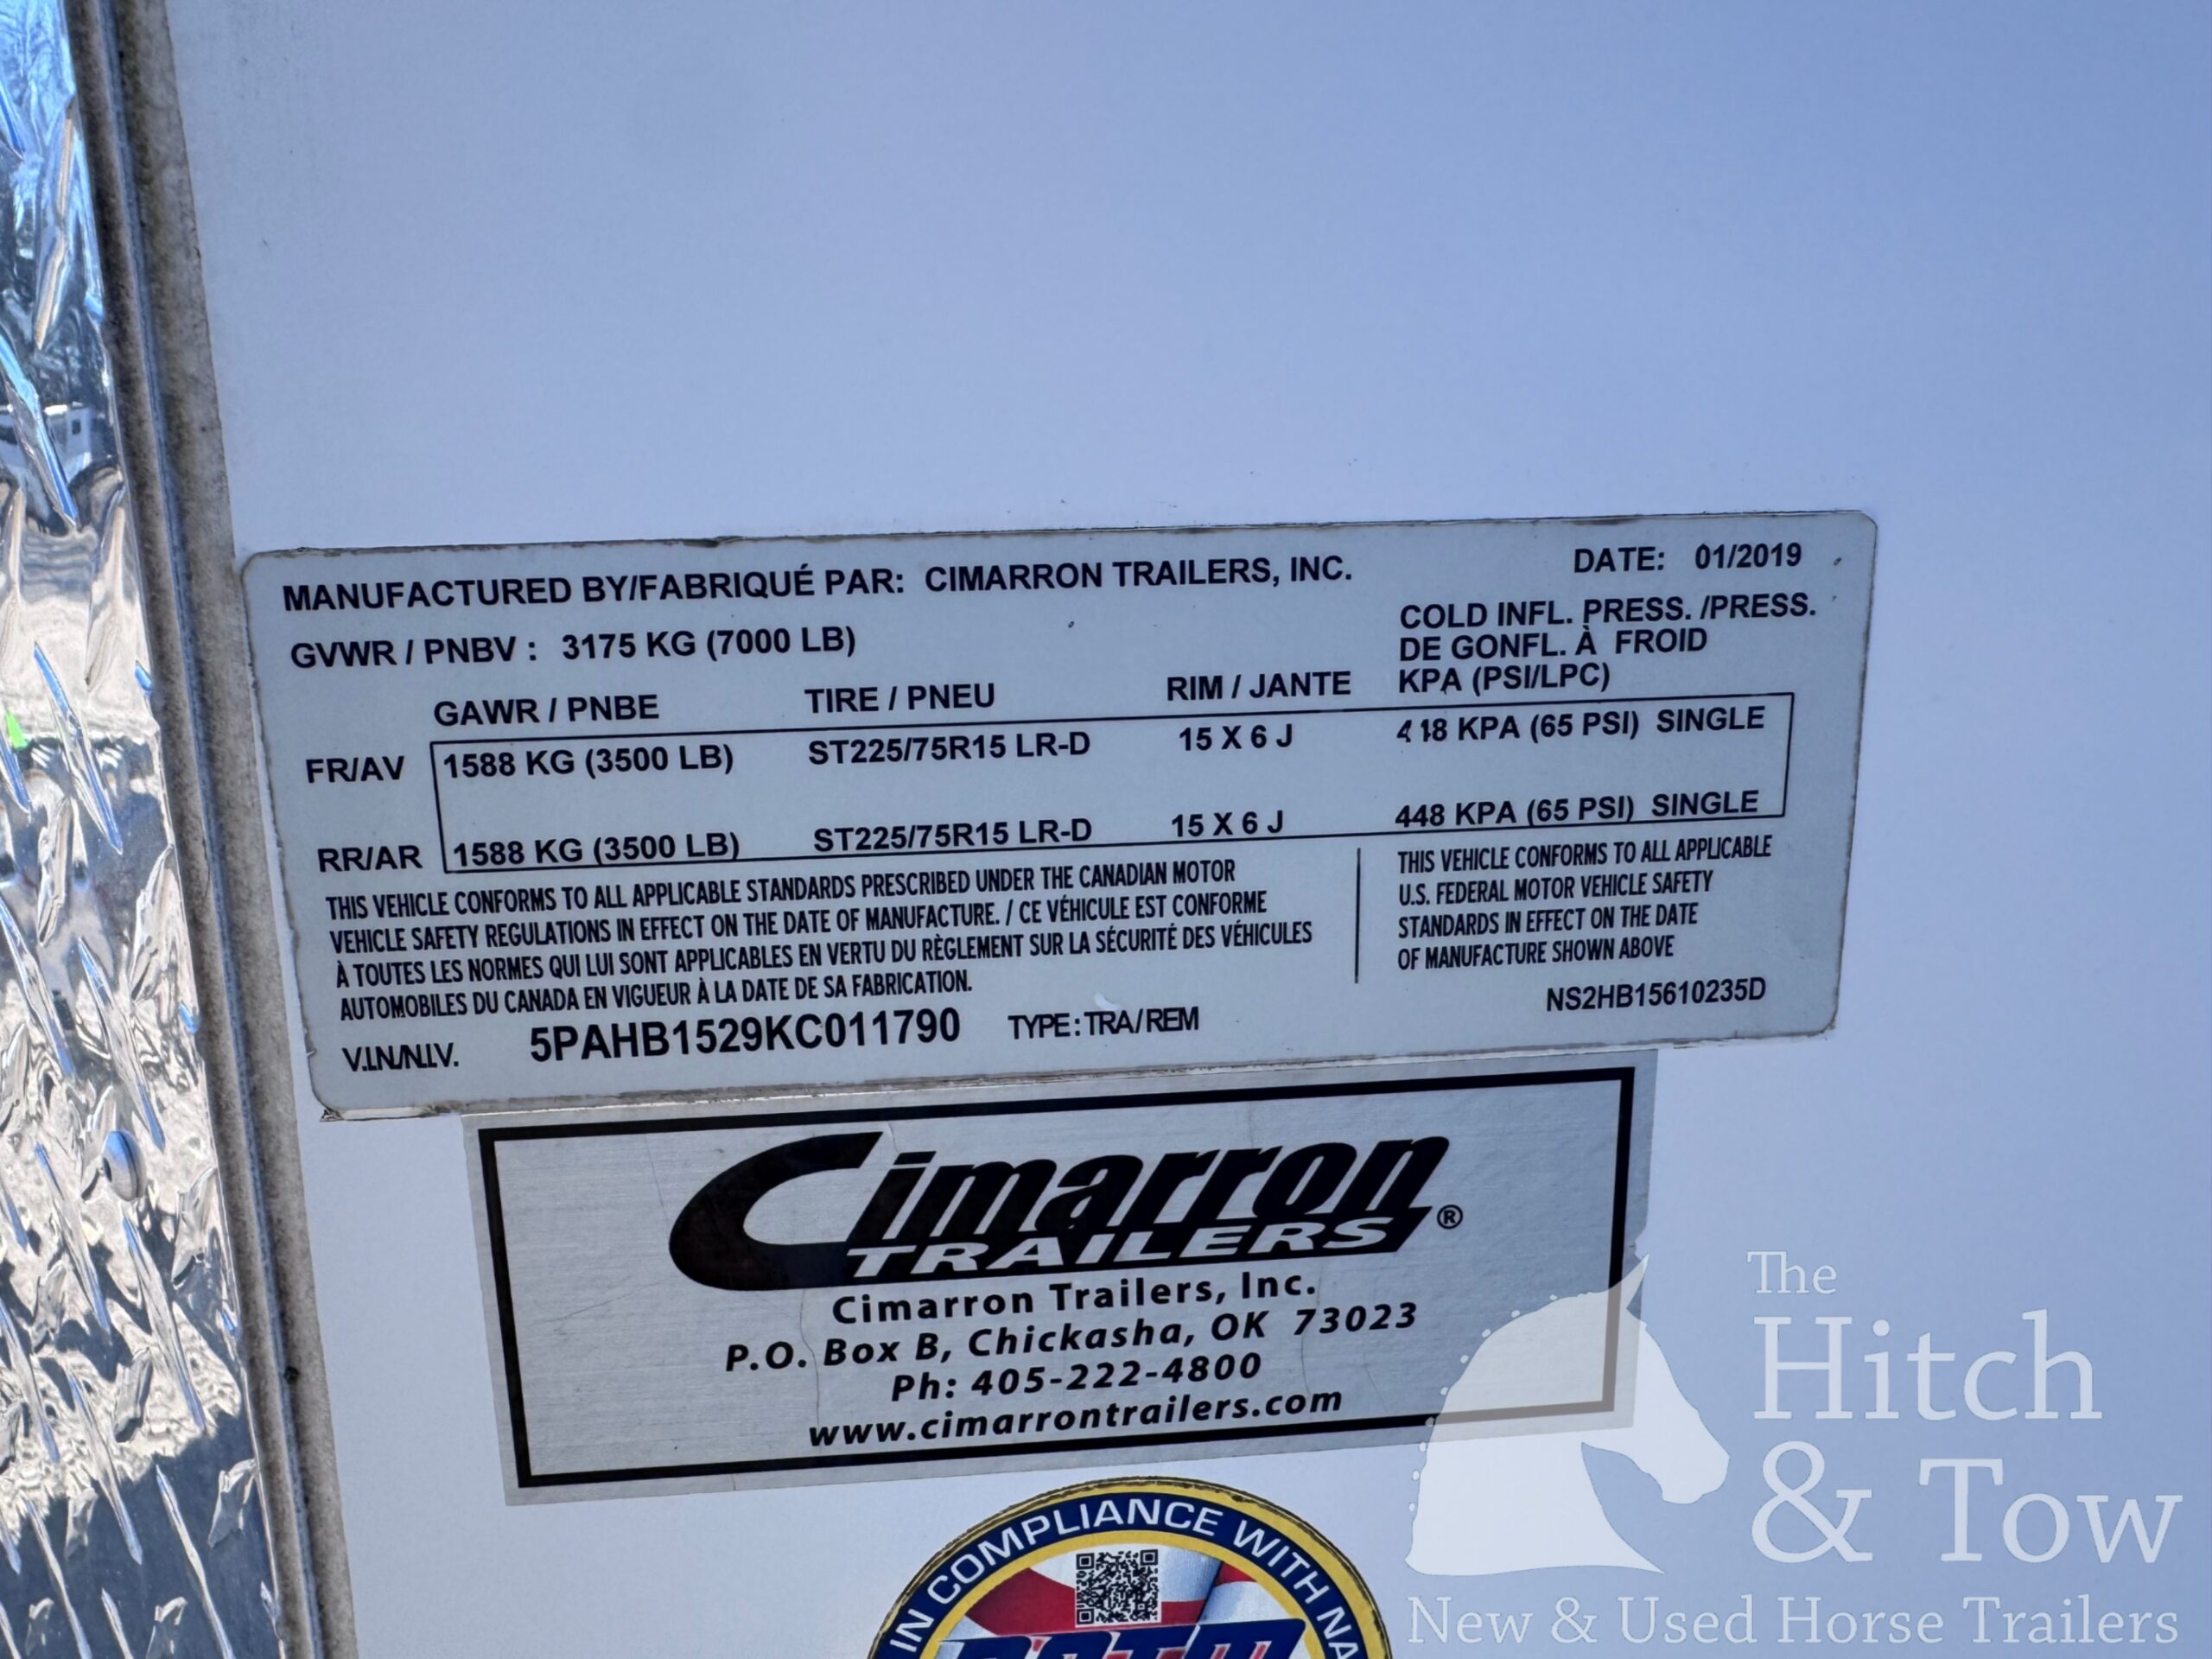 MANUFACTURED BY/FABRIQUÉ PAR: CIMARRON TRAILERS, INC. DATE: 01/2019
GVWR / PNBV : 3175 KG (7000 LB)
COLD INFL. PRESS. /PRESS.
DE GONFL. À FROID
KPA (PSI/LPC)
GAWR / PNBE TIRE / PNEU RIM / JANTE
FR/AV 1588 KG (3500 LB) ST225/75R15 LR-D 15 X 6 J KPA (65 PSI) SINGLE
RR/AR 1588 KG (3500 LB) ST225/75R15 LR-D 15 X 6 J 448 KPA (65 PSI) SINGLE
THIS VEHICLE CONFORMS TO ALL APPLICABLE STANDARDS PRESCRIBED UNDER THE CANADIAN MOTOR
VEHICLE SAFETY REGULATIONS IN EFFECT ON THE DATE OF MANUFACTURE. / CE VÉHICULE EST CONFORME
À TOUTES LES NORMES QUI LUI SONT APPLICABLES EN VERTU DU RÈGLEMENT SUR LA SÉCURITÉ DES VÉHICULES
AUTOMOBILES DU CANADA EN VIGUEUR À LA DATE DE SA FABRICATION.
THIS VEHICLE CONFORMS TO ALL APPLICABLE
U.S. FEDERAL MOTOR VEHICLE SAFETY
STANDARDS IN EFFECT ON THE DATE
OF MANUFACTURE SHOWN ABOVE
V.I.N/N.I.V. 5PAHB1529KC011790 TYPE: TRA/REM
NS2HB15610235D
Cimarron
TRAILERS®
Cimarron Trailers, Inc.
P.O. Box B, Chickasha, OK 73023
Ph: 405-222-4800
www.cimarrontrailers.com
IN COMPLIANCE WITH NA
The
Hitch
& Tow
New & Used Horse Trailers